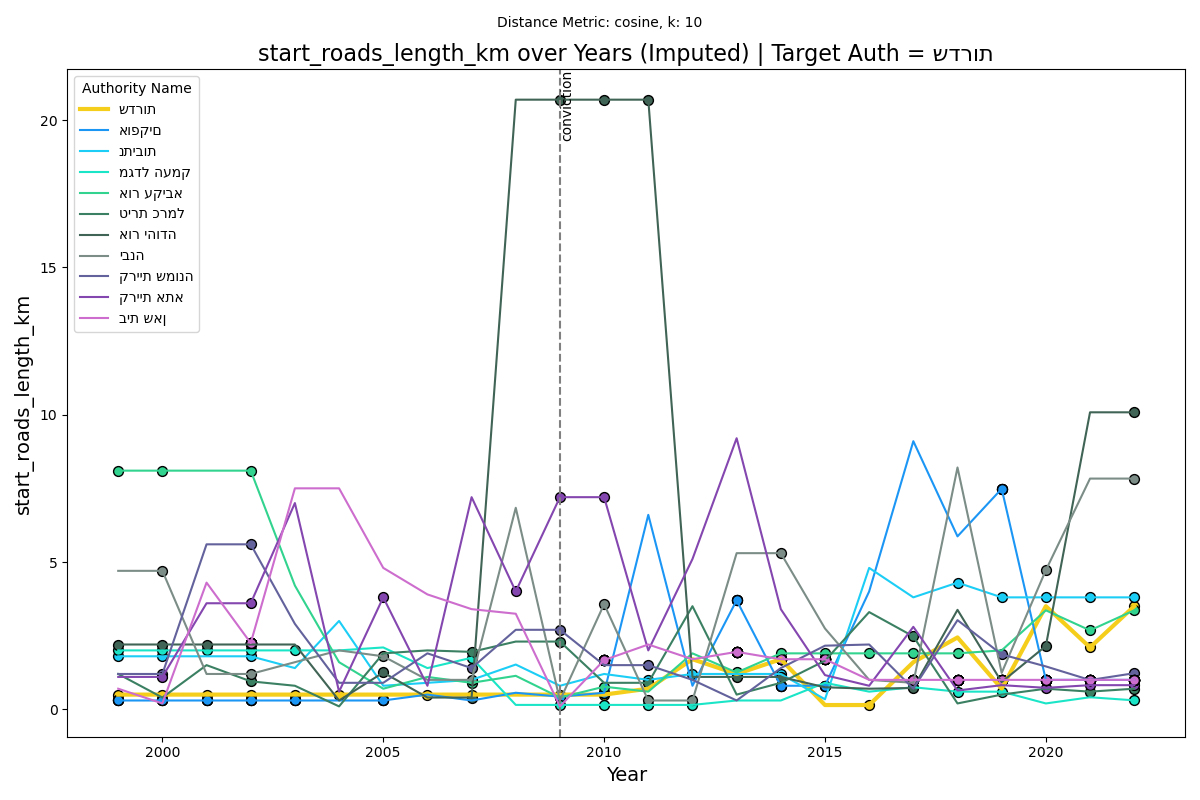 Distance Metric: cosine, k: 10
start_roads_length_km over Years (Imputed) | Target Auth = שדרות
Authority Name
שדרות
אופקים
נתיבות
מגדל העמק
אור עקיבא
טירת כרמל
אור יהודה
יבנה
קריית שמונה
קריית אתא
בית שאן
conviction
start_roads_length_km
20
15
10
5
0
2000
2005
2010
2015
2020
Year